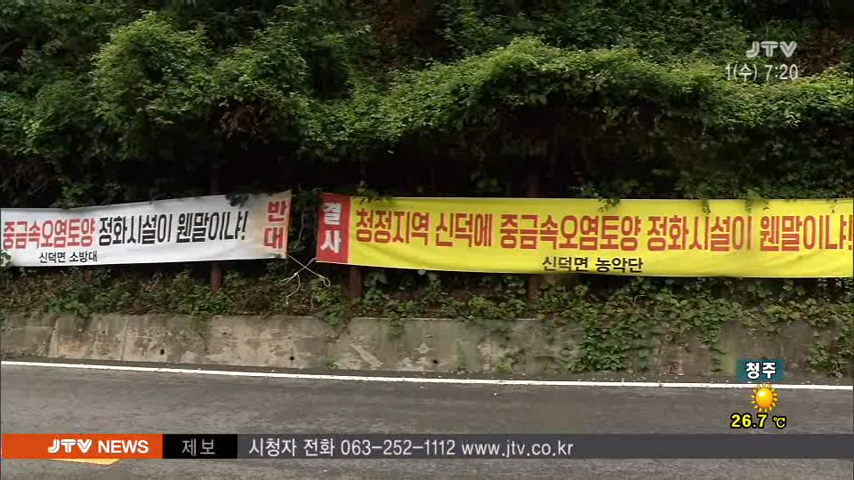 JTV
1(수) 7:20
중금속오염토양 정화시설이 웬말이냐! 반대
신덕면 소방대
결사 청정지역 신덕에 중금속오염토양 정화시설이 웬말이냐!
신덕면 농악단
청주
26.7 ℃
JTV NEWS 제보 시청자 전화 063-252-1112 www.jtv.co.kr